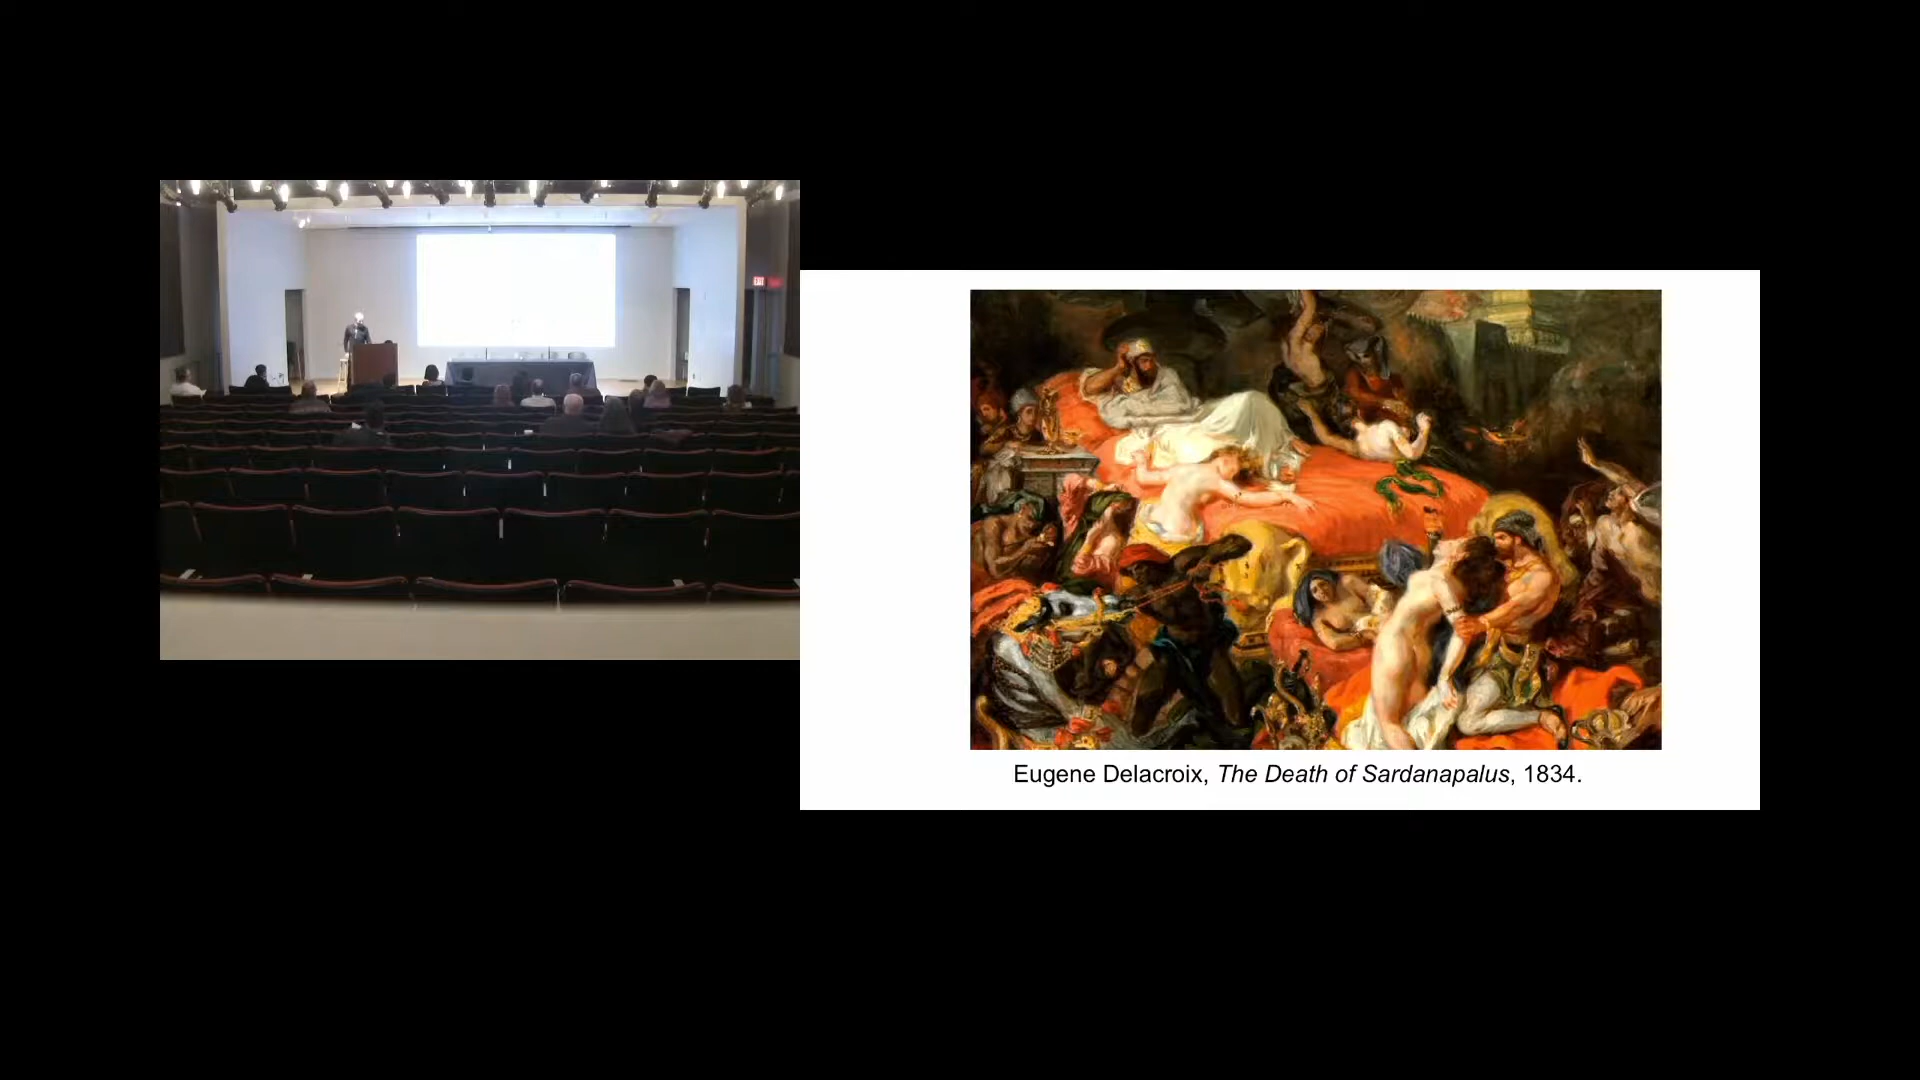 Eugene Delacroix, The Death of Sardanapalus, 1834.